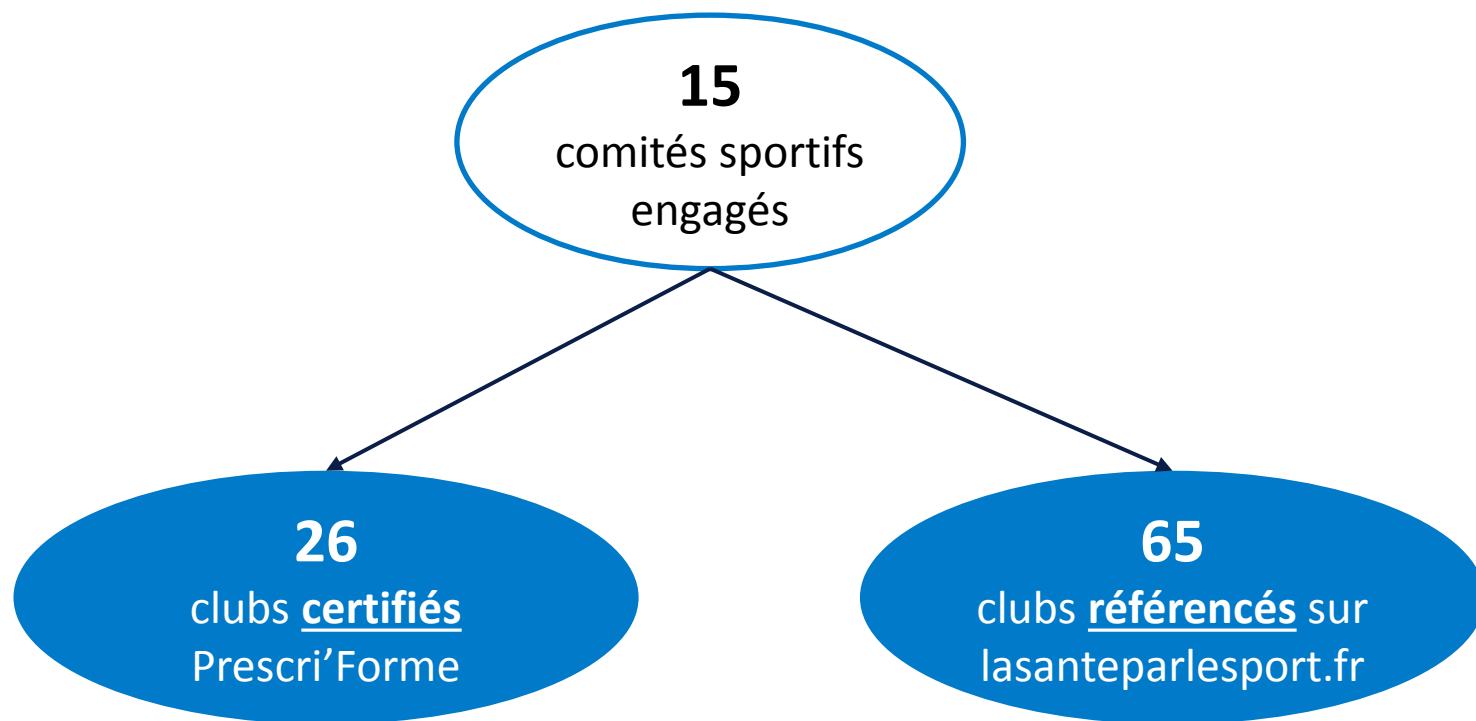 15
comités sportifs
engagés
26
clubs certifiés
Prescri’Forme
65
clubs référencés sur
lasanteparlesport.fr